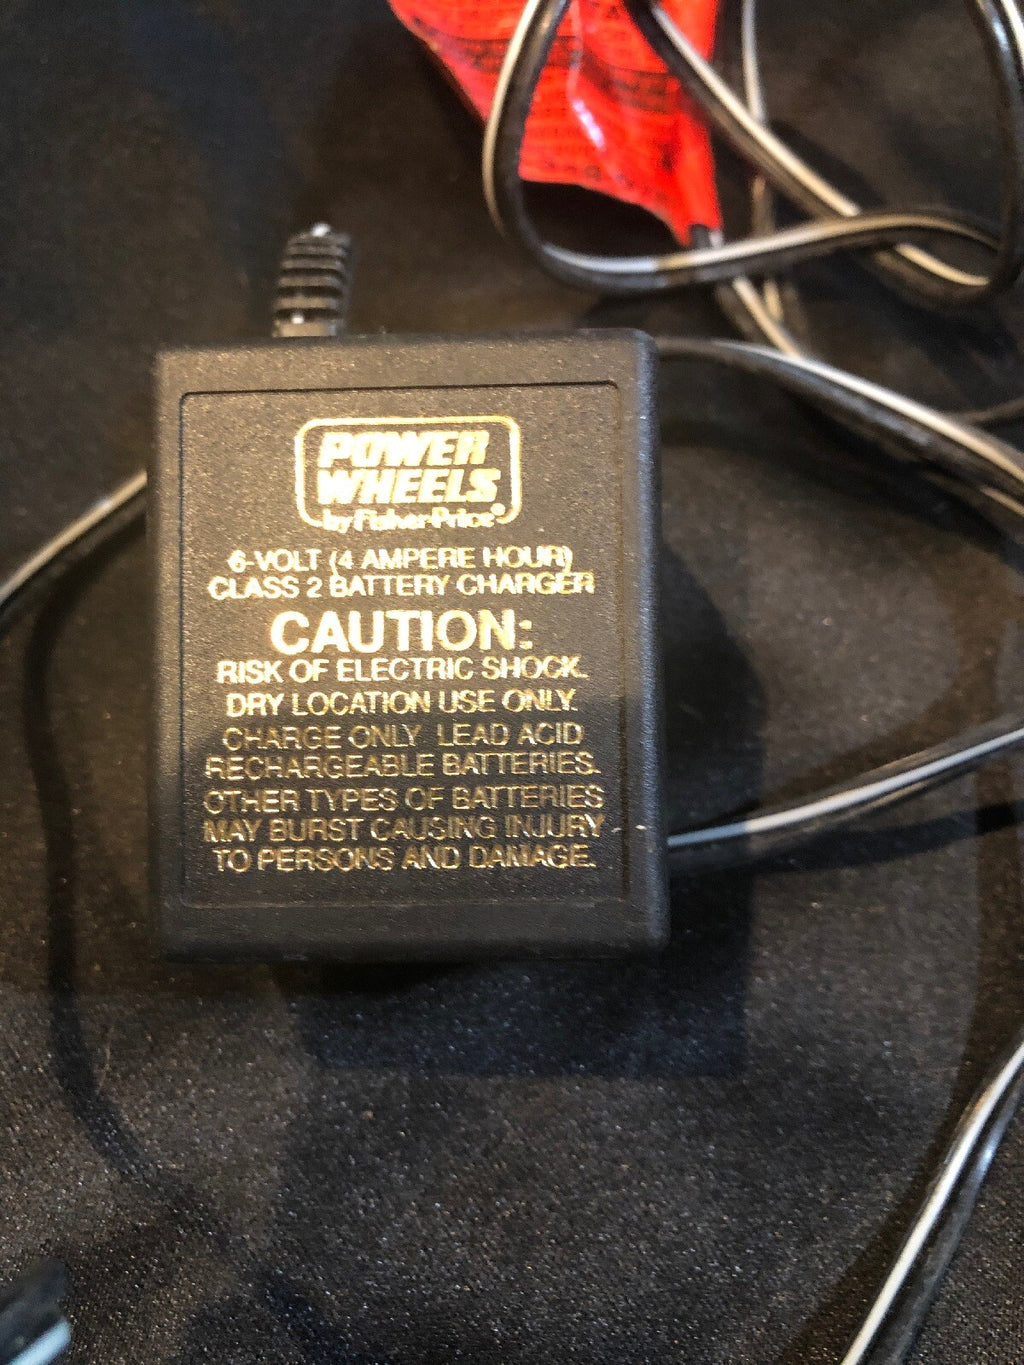 POWER
WHEELS
by Fisher-Price®
6-VOLT (4 AMPERE HOUR)
CLASS 2 BATTERY CHARGER
CAUTION:
RISK OF ELECTRIC SHOCK.
DRY LOCATION USE ONLY.
CHARGE ONLY LEAD ACID
RECHARGEABLE BATTERIES.
OTHER TYPES OF BATTERIES
MAY BURST CAUSING INJURY
TO PERSONS AND DAMAGE.